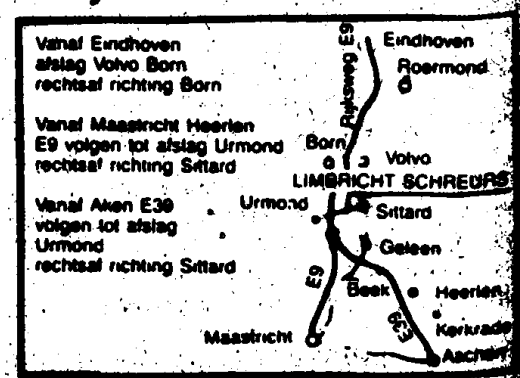 Vanaf Eindhoven
afslag Volvo Born
rechtsaf richting Born
Vanaf Maastricht Heerlen
E9 volgen tot afslag Urmond
rechtsaf richting Sittard
Vanaf Aken E39
volgen tot afslag
Urmond
rechtsaf richting Sittard
Rijksweg E9
Eindhoven
Roermond
Born
Volvo
LIMBRICHT SCHREURS
Urmond
Sittard
Geleen
E9
Beek
Heerlen
E39
Kerkrade
Maastricht
Aachen